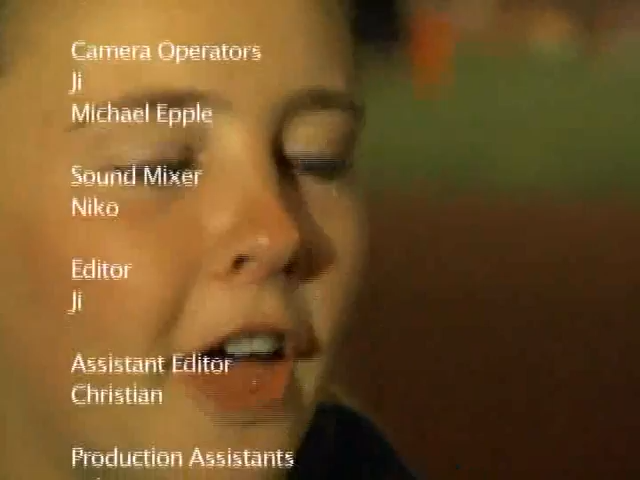 Camera Operators
Ji
Michael Epple
Sound Mixer
Niko
Editor
Ji
Assistant Editor
Christian
Production Assistants